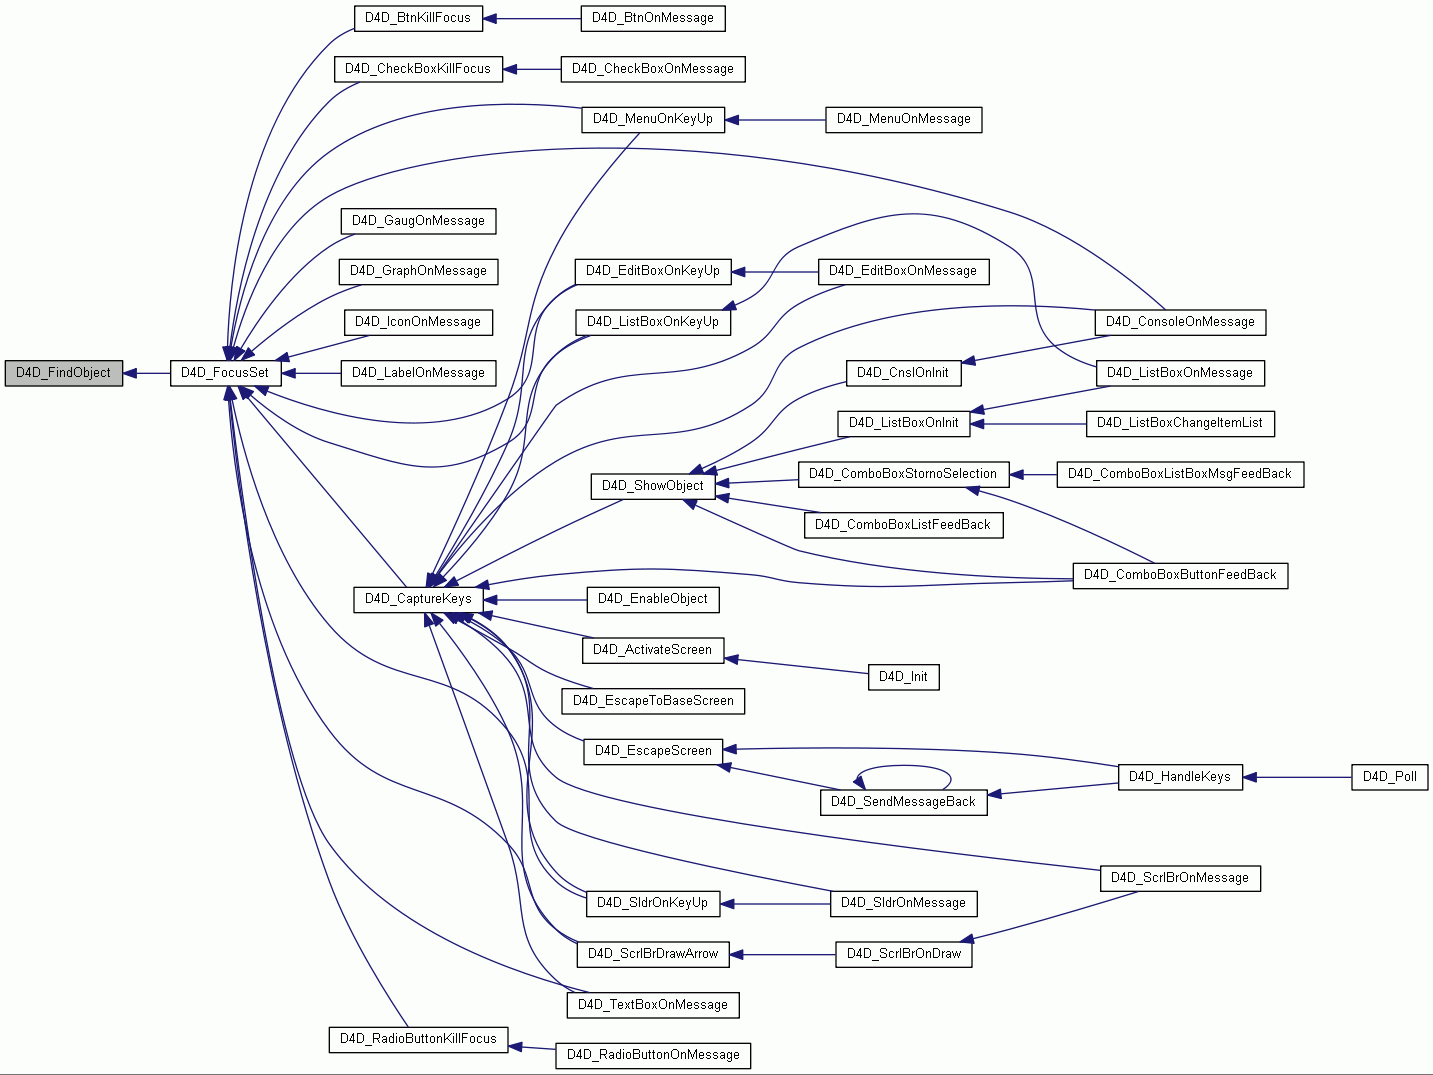 D4D_BtnKillFocus
D4D_BtnOnMessage
D4D_CheckBoxKillFocus
D4D_CheckBoxOnMessage
D4D_MenuOnKeyUp
D4D_MenuOnMessage
D4D_GaugOnMessage
D4D_GraphOnMessage
D4D_EditBoxOnKeyUp
D4D_EditBoxOnMessage
D4D_IconOnMessage
D4D_ListBoxOnKeyUp
D4D_ConsoleOnMessage
D4D_FindObject
D4D_FocusSet
D4D_LabelOnMessage
D4D_CnslOnInit
D4D_ListBoxOnMessage
D4D_ListBoxOnInit
D4D_ListBoxChangeItemList
D4D_ShowObject
D4D_ComboBoxStornoSelection
D4D_ComboBoxListBoxMsgFeedBack
D4D_ComboBoxListFeedBack
D4D_ComboBoxButtonFeedBack
D4D_CaptureKeys
D4D_EnableObject
D4D_ActivateScreen
D4D_Init
D4D_EscapeToBaseScreen
D4D_EscapeScreen
D4D_HandleKeys
D4D_Poll
D4D_SendMessageBack
D4D_ScrlBrOnMessage
D4D_SldrOnKeyUp
D4D_SldrOnMessage
D4D_ScrlBrDrawArrow
D4D_ScrlBrOnDraw
D4D_TextBoxOnMessage
D4D_RadioButtonKillFocus
D4D_RadioButtonOnMessage